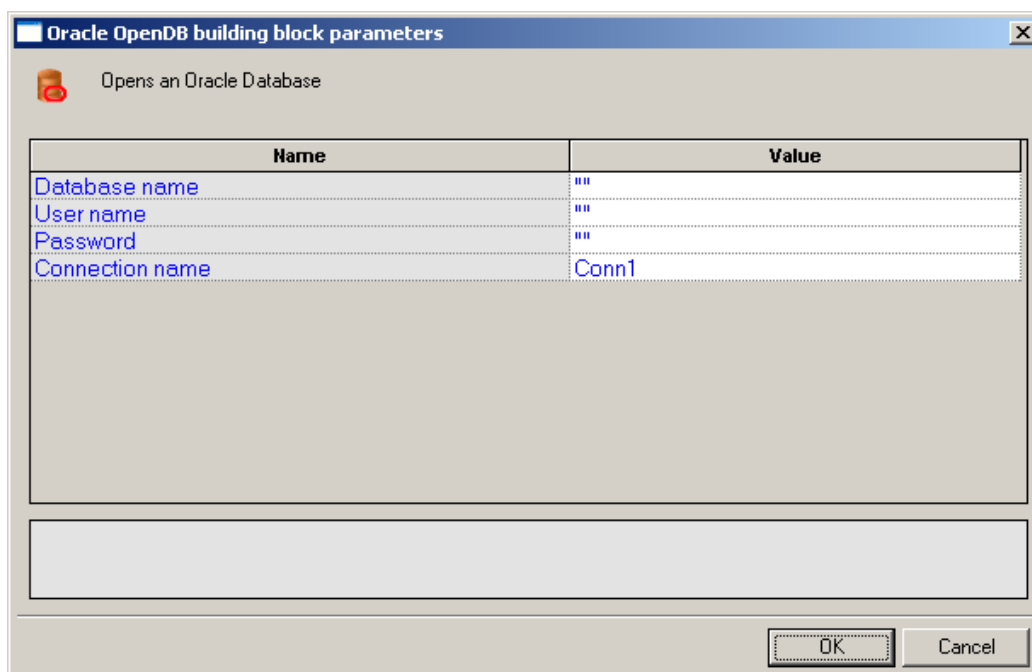 Oracle OpenDB building block parameters
Opens an Oracle Database
Name Value
Database name ""
User name ""
Password ""
Connection name Conn1
OK Cancel